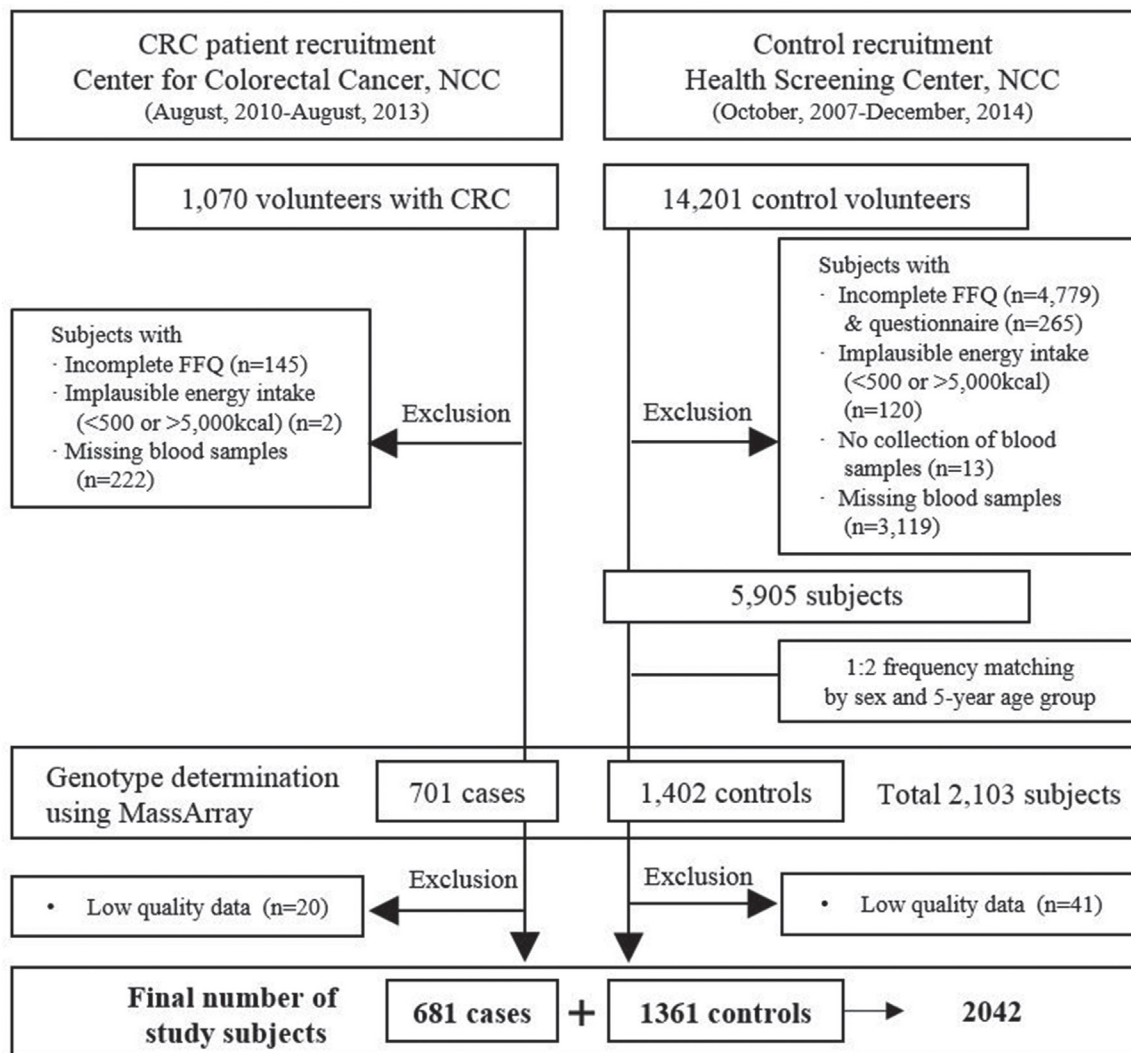 CRC patient recruitment
Center for Colorectal Cancer, NCC
(August, 2010-August, 2013)
Control recruitment
Health Screening Center, NCC
(October, 2007-December, 2014)
1,070 volunteers with CRC
14,201 control volunteers
Subjects with
· Incomplete FFQ (n=145)
· Implausible energy intake
(<500 or >5,000kcal) (n=2)
· Missing blood samples
(n=222)
Exclusion
Exclusion
Subjects with
· Incomplete FFQ (n=4,779)
& questionnaire (n=265)
· Implausible energy intake
(<500 or >5,000kcal)
(n=120)
· No collection of blood
samples (n=13)
· Missing blood samples
(n=3,119)
5,905 subjects
1:2 frequency matching
by sex and 5-year age group
Genotype determination
using MassArray
701 cases
1,402 controls
Total 2,103 subjects
Exclusion
Exclusion
• Low quality data (n=20)
• Low quality data (n=41)
Final number of
study subjects
681 cases
+
1361 controls
2042